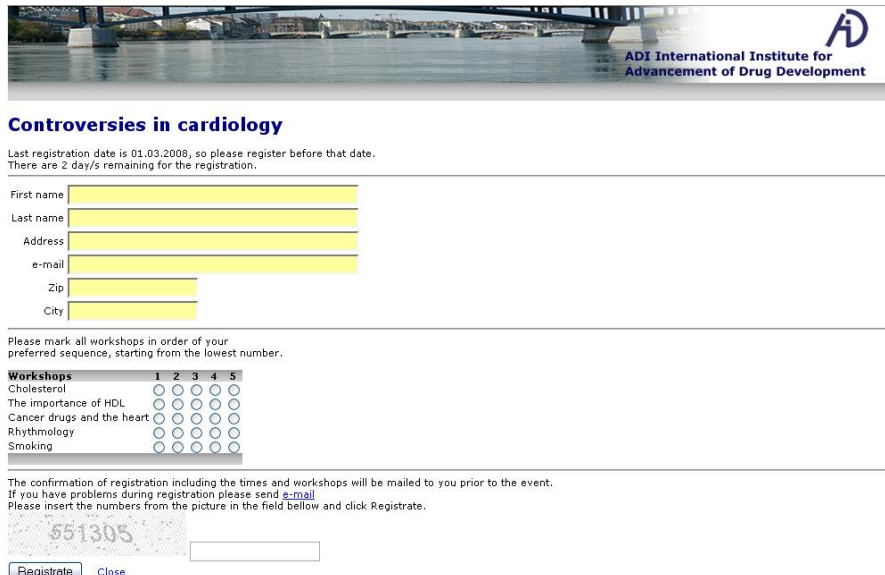 AiD
ADI International Institute for
Advancement of Drug Development
Controversies in cardiology
Last registration date is 01.03.2008, so please register before that date.
There are 2 day/s remaining for the registration.
First name
Last name
Address
e-mail
Zip
City
Please mark all workshops in order of your
preferred sequence, starting from the lowest number.
Workshops 1 2 3 4 5
Cholesterol
The importance of HDL
Cancer drugs and the heart
Rhythmology
Smoking
The confirmation of registration including the times and workshops will be mailed to you prior to the event.
If you have problems during registration please send e-mail
Please insert the numbers from the picture in the field bellow and click Registrate.
551305
Registrate Close